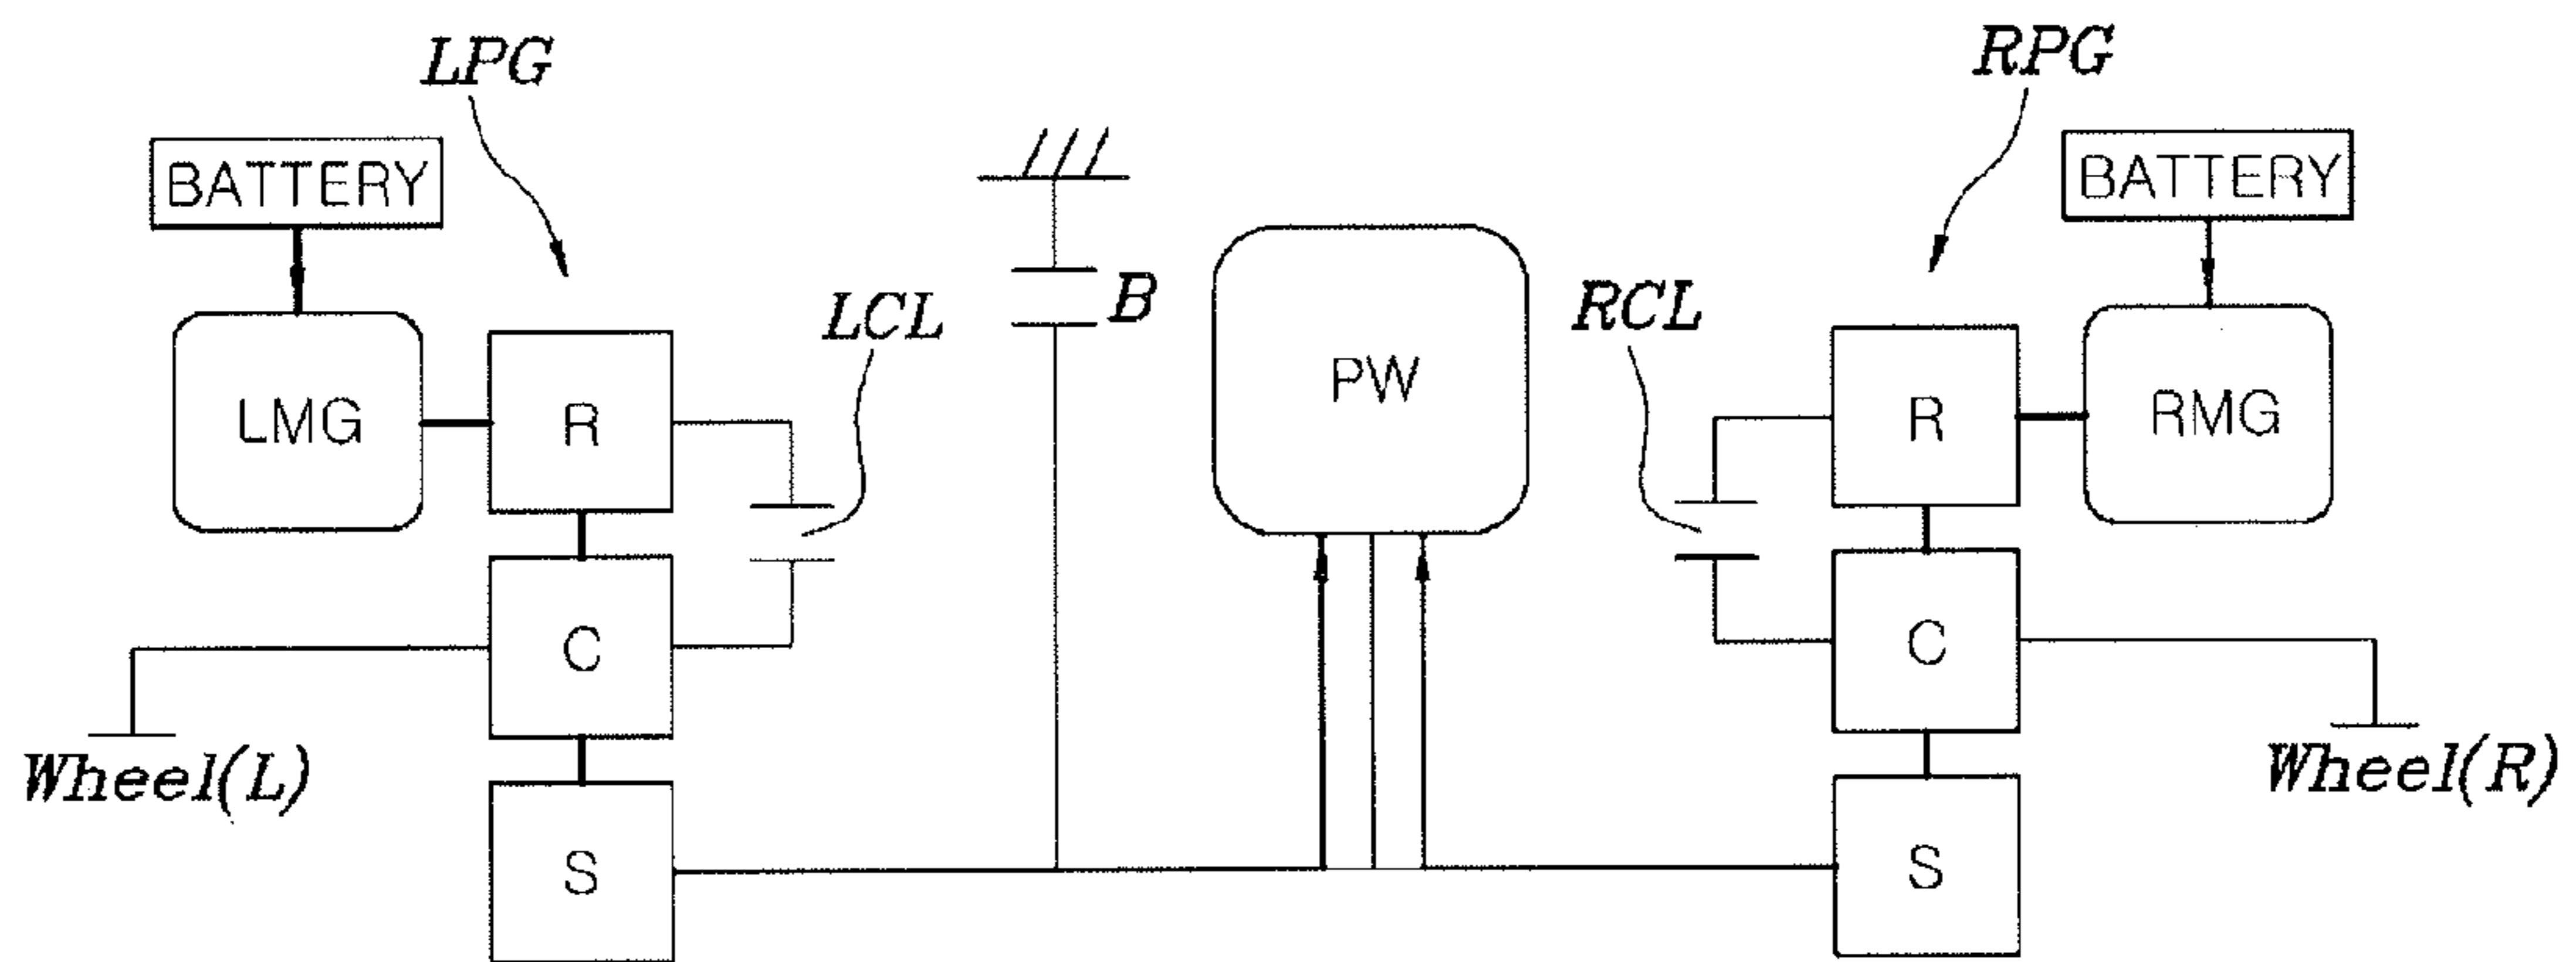 LPG
RPG
BATTERY
BATTERY
B
LCL
RCL
PW
LMG
R
R
RMG
C
C
Wheel(L)
Wheel(R)
S
S